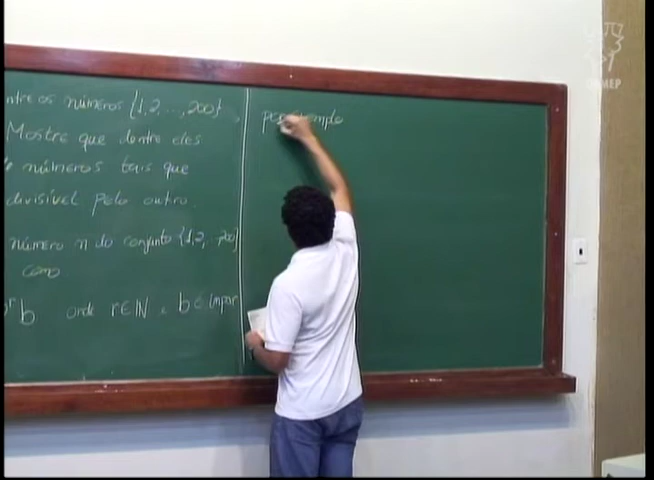 ntre os números {1,2,...,200}
Mostre que dentre eles
números tais que
divisível pelo outro.
número n do conjunto {1,2, ,200}
como
r b onde r∈ℕ e b é ímpar
por exemplo